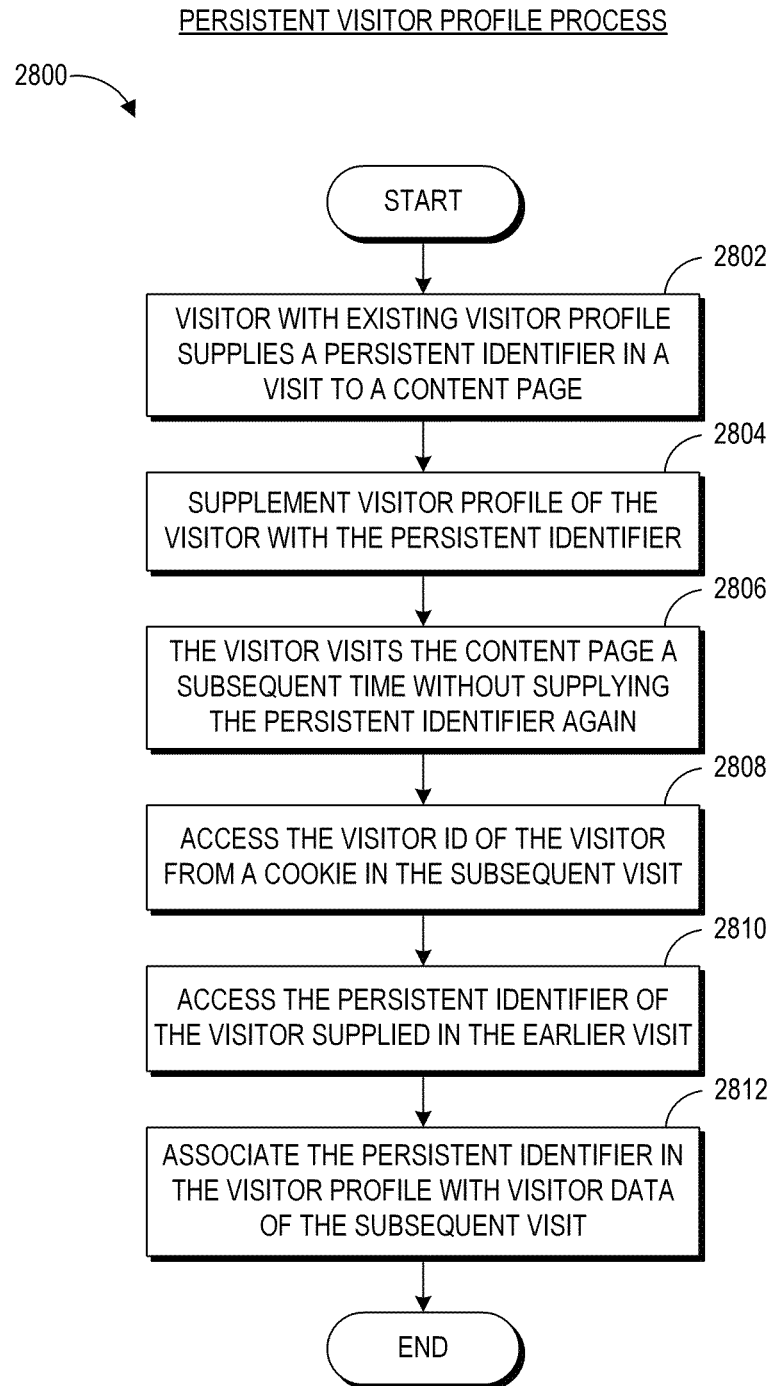 PERSISTENT VISITOR PROFILE PROCESS
2800
START
2802
VISITOR WITH EXISTING VISITOR PROFILE
SUPPLIES A PERSISTENT IDENTIFIER IN A
VISIT TO A CONTENT PAGE
2804
SUPPLEMENT VISITOR PROFILE OF THE
VISITOR WITH THE PERSISTENT IDENTIFIER
2806
THE VISITOR VISITS THE CONTENT PAGE A
SUBSEQUENT TIME WITHOUT SUPPLYING
THE PERSISTENT IDENTIFIER AGAIN
2808
ACCESS THE VISITOR ID OF THE VISITOR
FROM A COOKIE IN THE SUBSEQUENT VISIT
2810
ACCESS THE PERSISTENT IDENTIFIER OF
THE VISITOR SUPPLIED IN THE EARLIER VISIT
2812
ASSOCIATE THE PERSISTENT IDENTIFIER IN
THE VISITOR PROFILE WITH VISITOR DATA
OF THE SUBSEQUENT VISIT
END